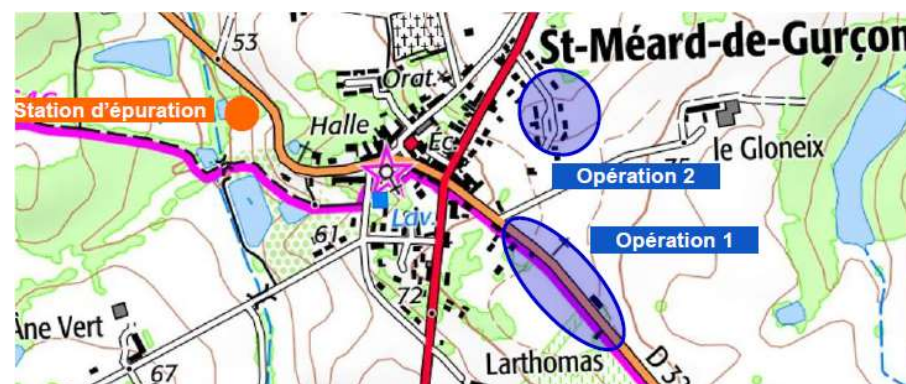 53
St-Méard-de-Gurçon
Orat.
Station d'épuration
Halle
Éc.
le Gloneix
75
Opération 2
Lav.
61
Opération 1
72
Âne Vert
67
Larthomas
D 32